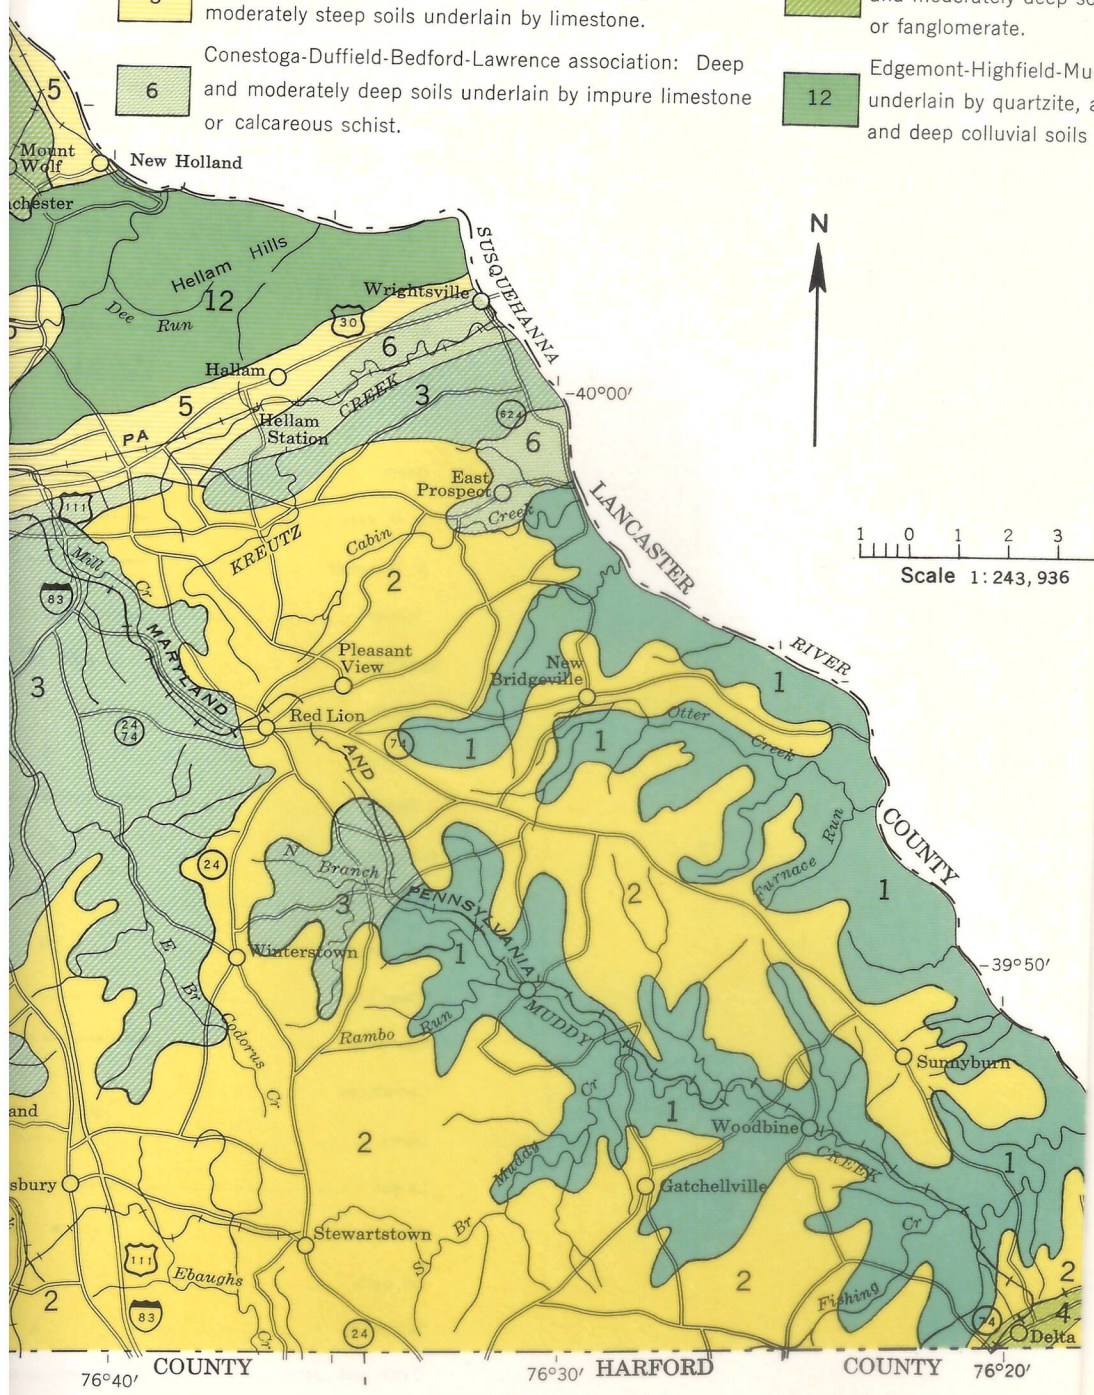 moderately steep soils underlain by limestone.
6
Conestoga-Duffield-Bedford-Lawrence association: Deep
and moderately deep soils underlain by impure limestone
or calcareous schist.
or fanglomerate.
12
Edgemont-Highfield-Mu
underlain by quartzite, a
and deep colluvial soils
N
5
Mount
Wolf
New Holland
chester
Hellam Hills
12
Dee Run
SUSQUEHANNA
Wrightsville
30
6
Hallam
CREEK
3
5
40°00'
624
Hellam
Station
PA
6
East
Prospect
Creek
111
LANCASTER
KREUTZ
Cabin
Mill
Cr
2
83
1 0 1 2 3
Scale 1:243,936
MARYLAND
Pleasant
View
New
Bridgeville
RIVER
3
1
Red Lion
Otter
Creek
24
74
74
1
1
AND
COUNTY
Run
Furnace
24
N
Branch
3
PENNSYLVANIA
2
1
Winterstown
E
Br
1
39°50'
MUDDY
Codorus
Cr
Rambo
Run
Sunnyburn
Cr
1
and
Woodbine
2
Muddy
CREEK
1
sbury
Gatchellville
Stewartstown
S
Br
Cr
111
Ebaughs
2
83
2
Fishing
2
4
24
Cr
74
Delta
COUNTY
HARFORD
COUNTY
76°40'
76°30'
76°20'